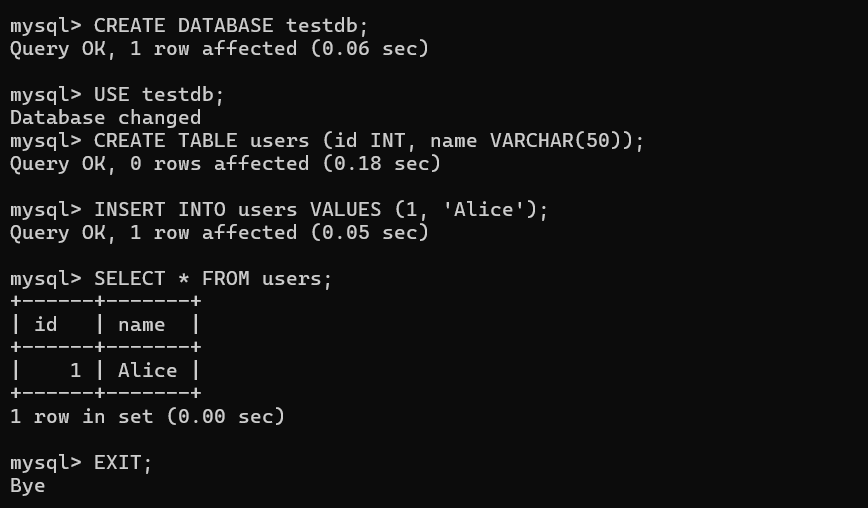 mysql> CREATE DATABASE testdb;
Query OK, 1 row affected (0.06 sec)

mysql> USE testdb;
Database changed
mysql> CREATE TABLE users (id INT, name VARCHAR(50));
Query OK, 0 rows affected (0.18 sec)

mysql> INSERT INTO users VALUES (1, 'Alice');
Query OK, 1 row affected (0.05 sec)

mysql> SELECT * FROM users;
+------+-------+
| id   | name  |
+------+-------+
|    1 | Alice |
+------+-------+
1 row in set (0.00 sec)

mysql> EXIT;
Bye